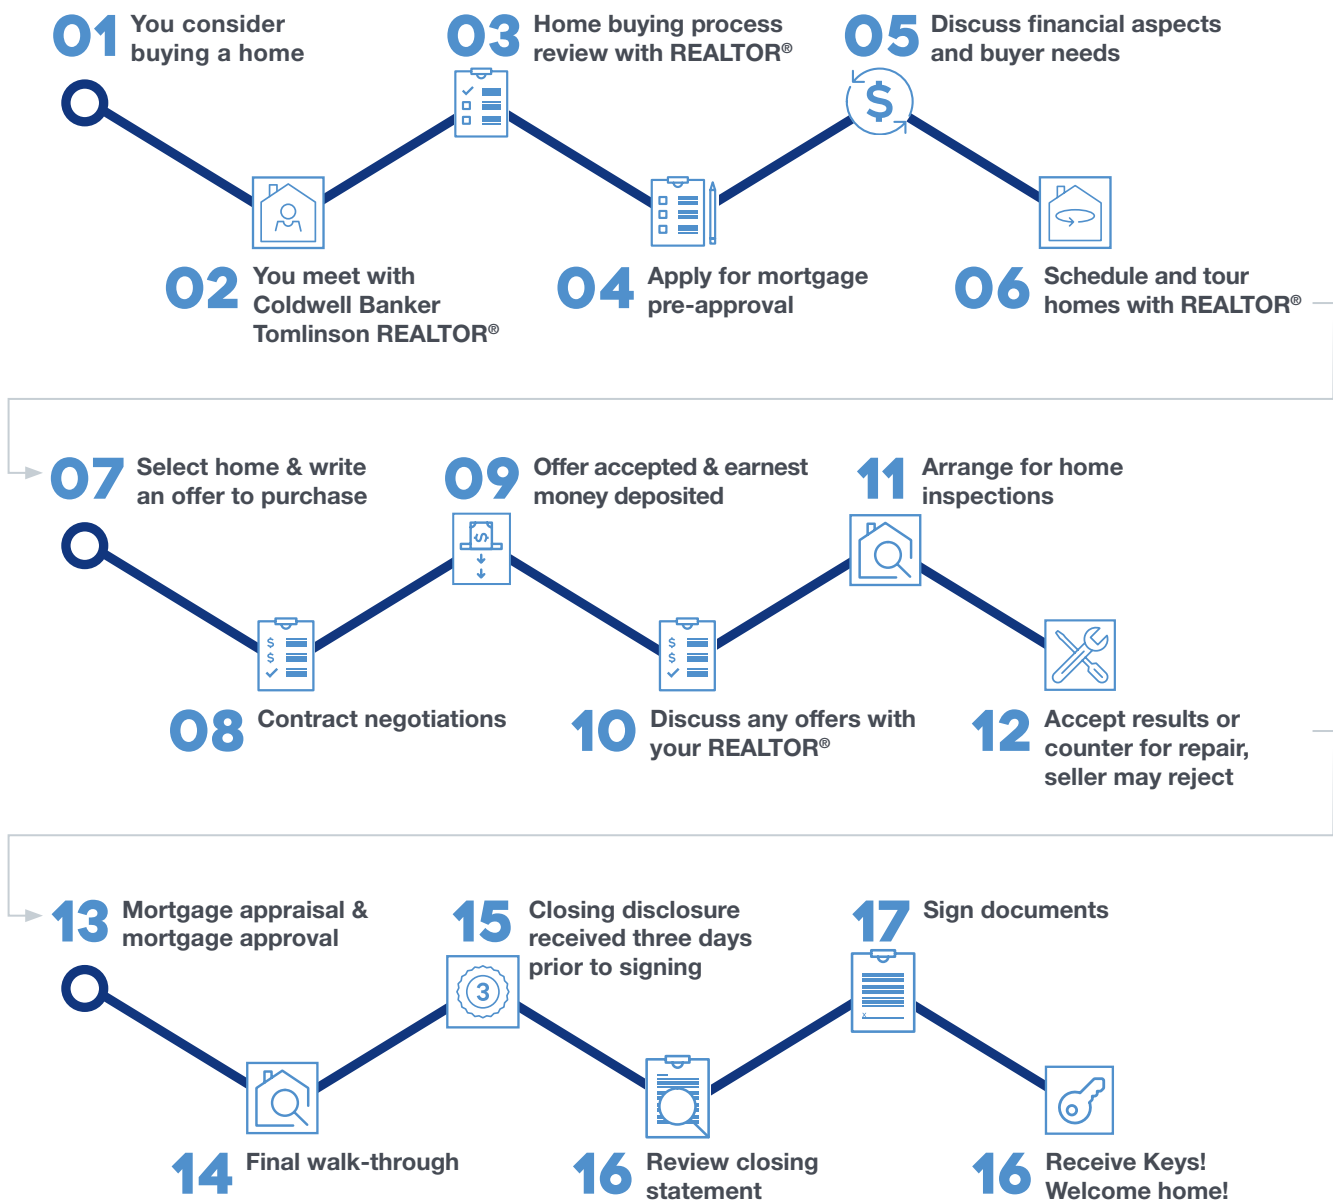 01 You consider
buying a home
03 Home buying process
review with REALTOR®
05 Discuss financial aspects
and buyer needs
$
02 You meet with
Coldwell Banker
Tomlinson REALTOR®
04 Apply for mortgage
pre-approval
06 Schedule and tour
homes with REALTOR®
07 Select home & write
an offer to purchase
09 Offer accepted & earnest
money deposited
11 Arrange for home
inspections
$
$
$
08 Contract negotiations
$
$
10 Discuss any offers with
your REALTOR®
12 Accept results or
counter for repair,
seller may reject
13 Mortgage appraisal &
mortgage approval
15 Closing disclosure
received three days
prior to signing
3
17 Sign documents
x
14 Final walk-through
16 Review closing
statement
16 Receive Keys!
Welcome home!